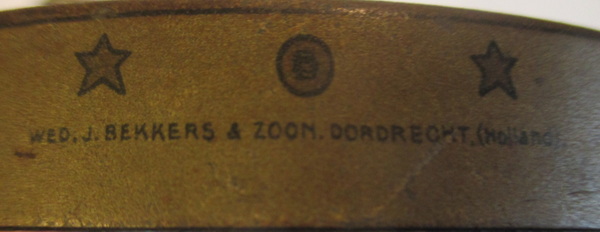 WED. J. BEKKERS & ZOON. DORDRECHT. (Holland).